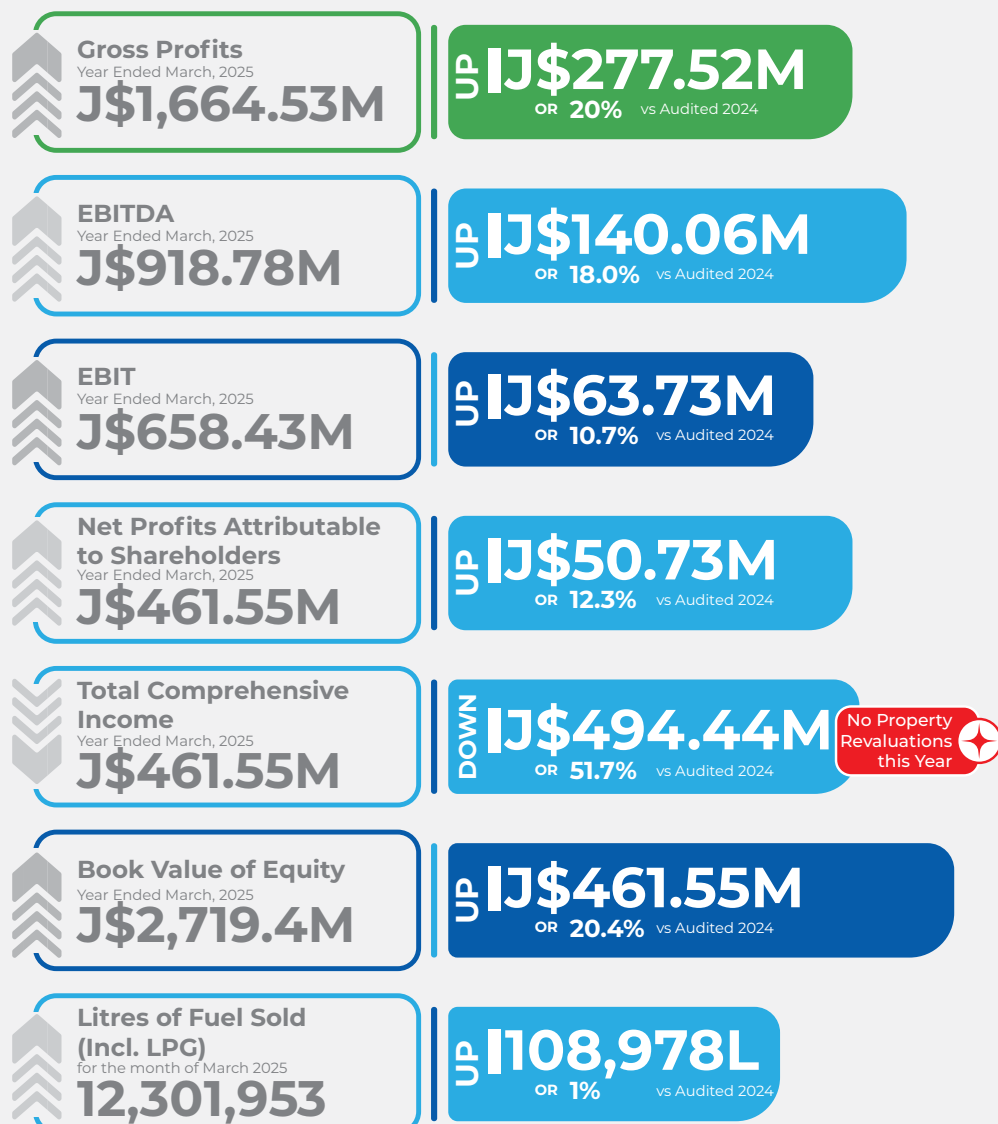 Gross Profits
Year Ended March, 2025
J$1,664.53M
UP
J$277.52M
OR 20% vs Audited 2024
EBITDA
Year Ended March, 2025
J$918.78M
UP
J$140.06M
OR 18.0% vs Audited 2024
EBIT
Year Ended March, 2025
J$658.43M
UP
J$63.73M
OR 10.7% vs Audited 2024
Net Profits Attributable
to Shareholders
Year Ended March, 2025
J$461.55M
UP
J$50.73M
OR 12.3% vs Audited 2024
Total Comprehensive
Income
Year Ended March, 2025
J$461.55M
DOWN
J$494.44M
OR 51.7% vs Audited 2024
No Property
Revaluations
this Year
Book Value of Equity
Year Ended March, 2025
J$2,719.4M
UP
J$461.55M
OR 20.4% vs Audited 2024
Litres of Fuel Sold
(Incl. LPG)
for the month of March 2025
12,301,953
UP
108,978L
OR 1% vs Audited 2024